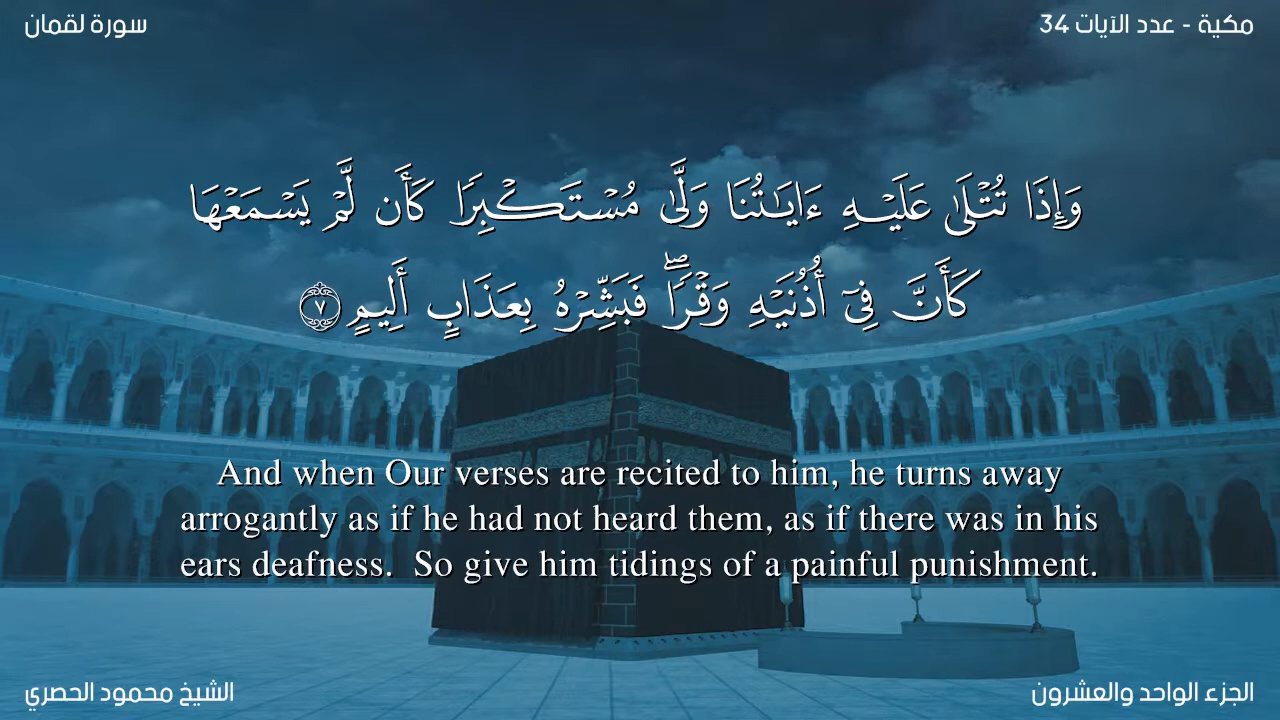 مكية - عدد الآيات 34
سورة لقمان
وَإِذَا تُتْلَىٰ عَلَيْهِ ءَايَـٰتُنَا وَلَّىٰ مُسْتَكْبِرًا كَأَن لَّمْ يَسْمَعْهَا
كَأَنَّ فِىٓ أُذُنَيْهِ وَقْرًا ۖ فَبَشِّرْهُ بِعَذَابٍ أَلِيمٍ ٧
And when Our verses are recited to him, he turns away
arrogantly as if he had not heard them, as if there was in his
ears deafness.  So give him tidings of a painful punishment.
الجزء الواحد والعشرون
الشيخ محمود الحصري